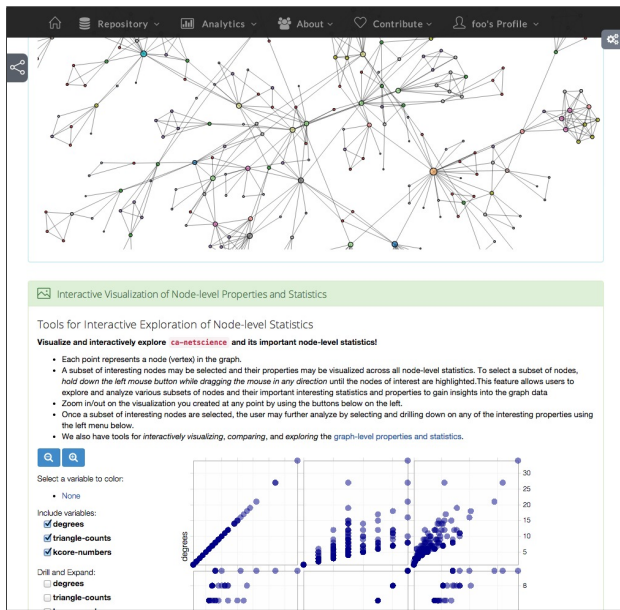 Repository Analytics About Contribute foo's Profile
Interactive Visualization of Node-level Properties and Statistics
Tools for Interactive Exploration of Node-level Statistics
Visualize and interactively explore ca-netscience and its important node-level statistics!
• Each point represents a node (vertex) in the graph.
• A subset of interesting nodes may be selected and their properties may be visualized across all node-level statistics. To select a subset of nodes,
hold down the left mouse button while dragging the mouse in any direction until the nodes of interest are highlighted.This feature allows users to
explore and analyze various subsets of nodes and their important interesting statistics and properties to gain insights into the graph data
• Zoom in/out on the visualization you created at any point by using the buttons below on the left.
• Once a subset of interesting nodes are selected, the user may further analyze by selecting and drilling down on any of the interesting properties using
the left menu below.
• We also have tools for interactively visualizing, comparing, and exploring the graph-level properties and statistics.
Select a variable to color:
• None
Include variables:
degrees
triangle-counts
kcore-numbers
Drill and Expand:
degrees
triangle-counts
degrees
30
25
20
15
10
5
8